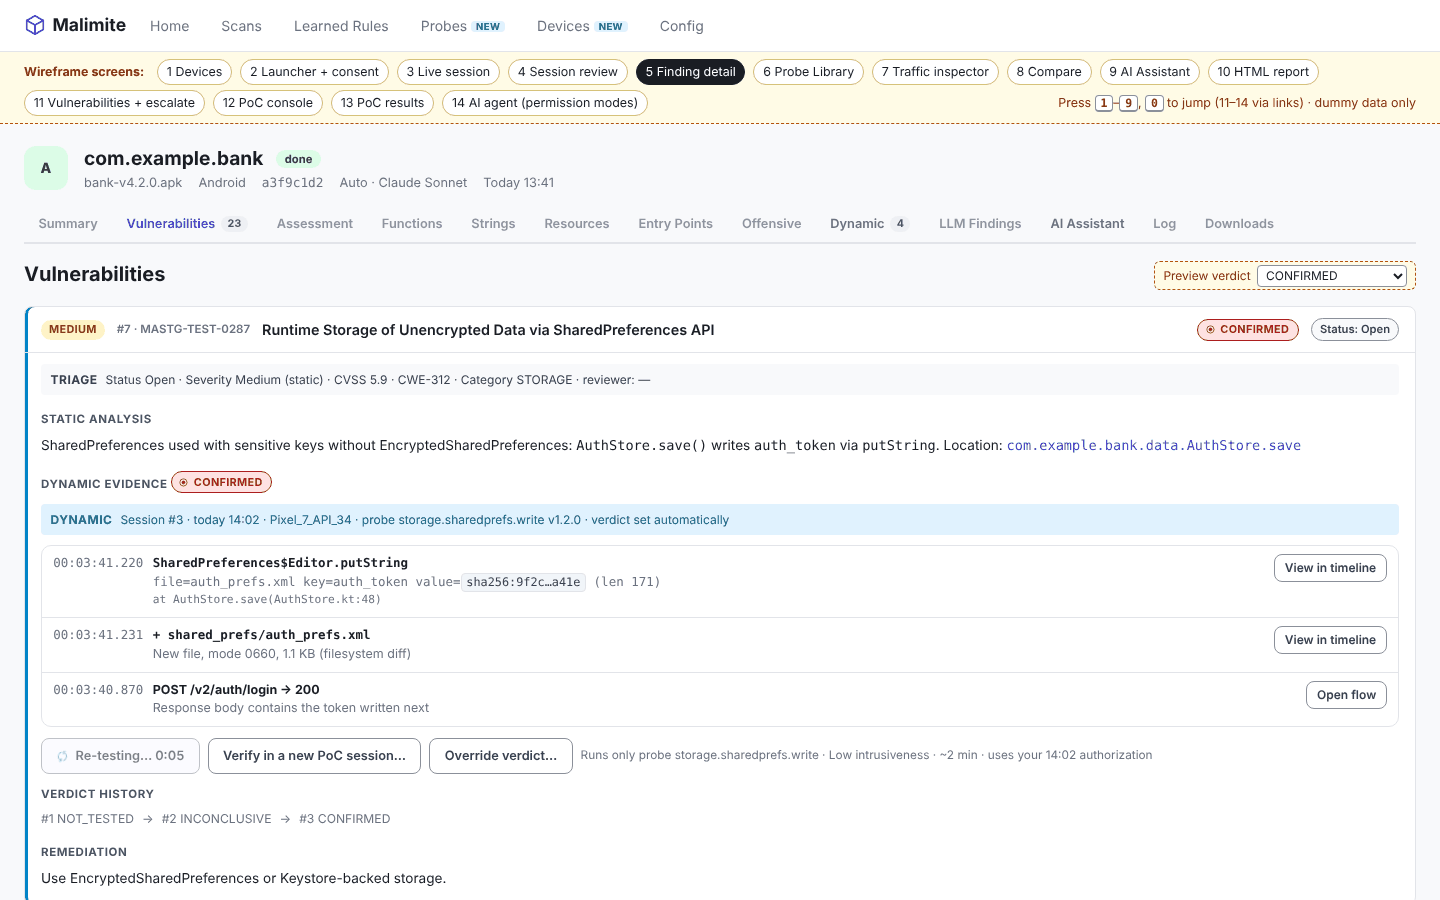 Malimite Home Scans Learned Rules Probes NEW Devices NEW Config
Wireframe screens: 1 Devices 2 Launcher + consent 3 Live session 4 Session review 5 Finding detail 6 Probe Library 7 Traffic inspector 8 Compare 9 AI Assistant 10 HTML report
11 Vulnerabilities + escalate 12 PoC console 13 PoC results 14 AI agent (permission modes) Press 1–9, 0 to jump (11–14 via links) · dummy data only
A com.example.bank done
bank-v4.2.0.apk Android a3f9c1d2 Auto · Claude Sonnet Today 13:41
Summary Vulnerabilities 23 Assessment Functions Strings Resources Entry Points Offensive Dynamic 4 LLM Findings AI Assistant Log Downloads
Vulnerabilities Preview verdict CONFIRMED
MEDIUM #7 · MASTG-TEST-0287 Runtime Storage of Unencrypted Data via SharedPreferences API CONFIRMED Status: Open
TRIAGE Status Open · Severity Medium (static) · CVSS 5.9 · CWE-312 · Category STORAGE · reviewer: —
STATIC ANALYSIS
SharedPreferences used with sensitive keys without EncryptedSharedPreferences: AuthStore.save() writes auth_token via putString. Location: com.example.bank.data.AuthStore.save
DYNAMIC EVIDENCE CONFIRMED
DYNAMIC Session #3 · today 14:02 · Pixel_7_API_34 · probe storage.sharedprefs.write v1.2.0 · verdict set automatically
00:03:41.220 SharedPreferences$Editor.putString View in timeline
file=auth_prefs.xml key=auth_token value=sha256:9f2c…a41e (len 171)
at AuthStore.save(AuthStore.kt:48)
00:03:41.231 + shared_prefs/auth_prefs.xml View in timeline
New file, mode 0660, 1.1 KB (filesystem diff)
00:03:40.870 POST /v2/auth/login → 200 Open flow
Response body contains the token written next
Re-testing… 0:05 Verify in a new PoC session… Override verdict… Runs only probe storage.sharedprefs.write · Low intrusiveness · ~2 min · uses your 14:02 authorization
VERDICT HISTORY
#1 NOT_TESTED → #2 INCONCLUSIVE → #3 CONFIRMED
REMEDIATION
Use EncryptedSharedPreferences or Keystore-backed storage.